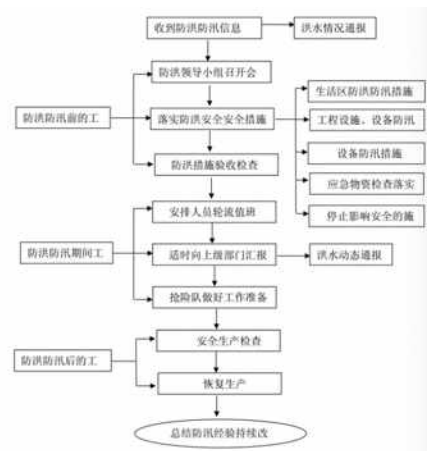 收到防洪防汛信息
洪水情况通报
防洪领导小组召开会
防洪防汛前的工
落实防洪安全安全措施
生活区防洪防汛措施
工程设施、设备防汛
设备防汛措施
防洪措施验收检查
应急物资检查落实
停止影响安全的施
安排人员轮流值班
防洪防汛期间工
适时向上级部门汇报
洪水动态通报
抢险队做好工作准备
安全生产检查
防洪防汛后的工
恢复生产
总结防汛经验持续改